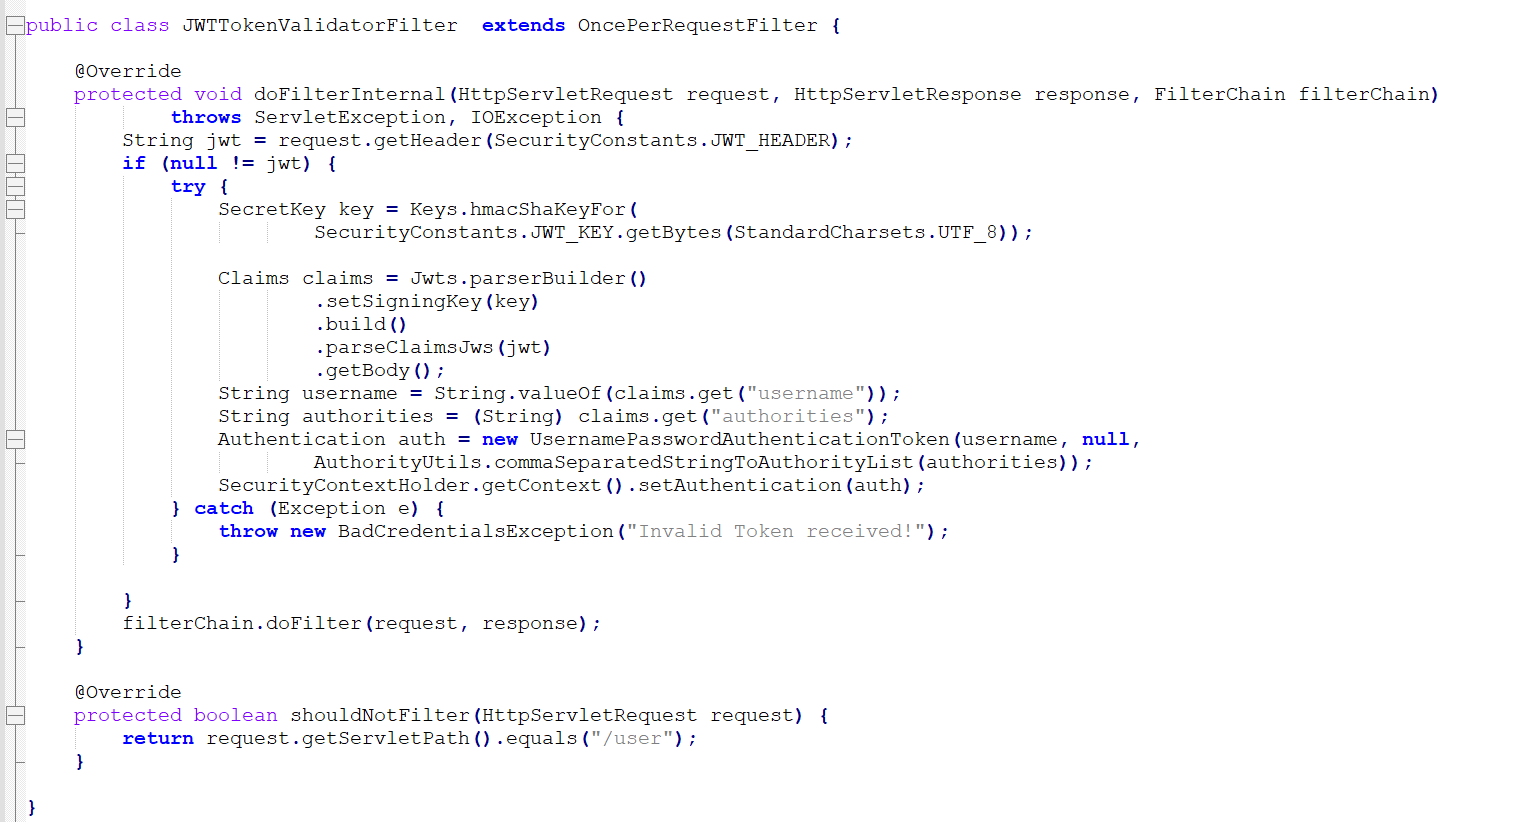 public class JWTTokenValidatorFilter  extends OncePerRequestFilter {
@Override
protected void doFilterInternal(HttpServletRequest request, HttpServletResponse response, FilterChain filterChain)
throws ServletException, IOException {
String jwt = request.getHeader(SecurityConstants.JWT_HEADER);
if (null != jwt) {
try {
SecretKey key = Keys.hmacShaKeyFor(
SecurityConstants.JWT_KEY.getBytes(StandardCharsets.UTF_8));
Claims claims = Jwts.parserBuilder()
.setSigningKey(key)
.build()
.parseClaimsJws(jwt)
.getBody();
String username = String.valueOf(claims.get("username"));
String authorities = (String) claims.get("authorities");
Authentication auth = new UsernamePasswordAuthenticationToken(username, null,
AuthorityUtils.commaSeparatedStringToAuthorityList(authorities));
SecurityContextHolder.getContext().setAuthentication(auth);
} catch (Exception e) {
throw new BadCredentialsException("Invalid Token received!");
}
}
filterChain.doFilter(request, response);
}
@Override
protected boolean shouldNotFilter(HttpServletRequest request) {
return request.getServletPath().equals("/user");
}
}